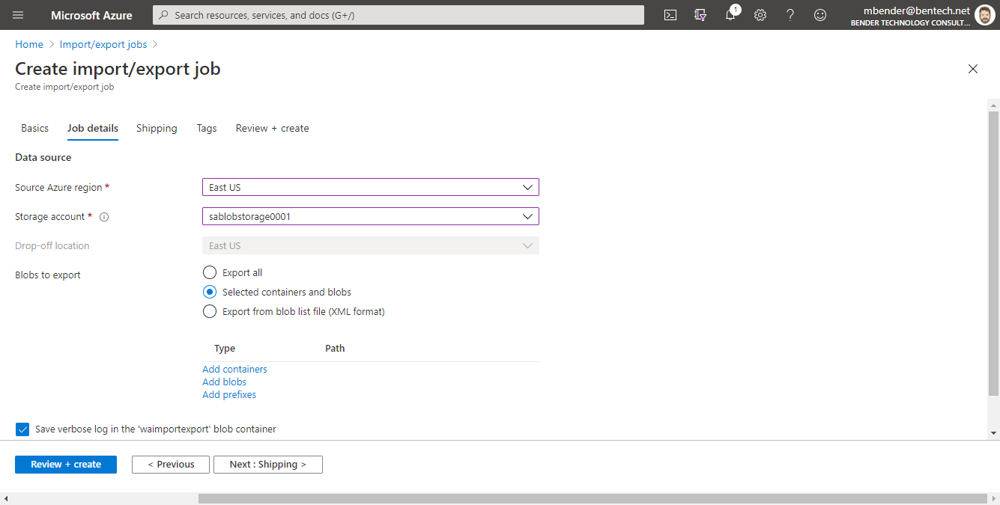 Microsoft Azure
Search resources, services, and docs (G+/)
1
mbender@bentech.net
BENDER TECHNOLOGY CONSULT...
Home > Import/export jobs >
Create import/export job
Create import/export job
Basics Job details Shipping Tags Review + create
Data source
Source Azure region * East US
Storage account * sablobstorage0001
Drop-off location East US
Blobs to export Export all
Selected containers and blobs
Export from blob list file (XML format)
Type Path
Add containers
Add blobs
Add prefixes
Save verbose log in the 'waimportexport' blob container
Review + create < Previous Next : Shipping >